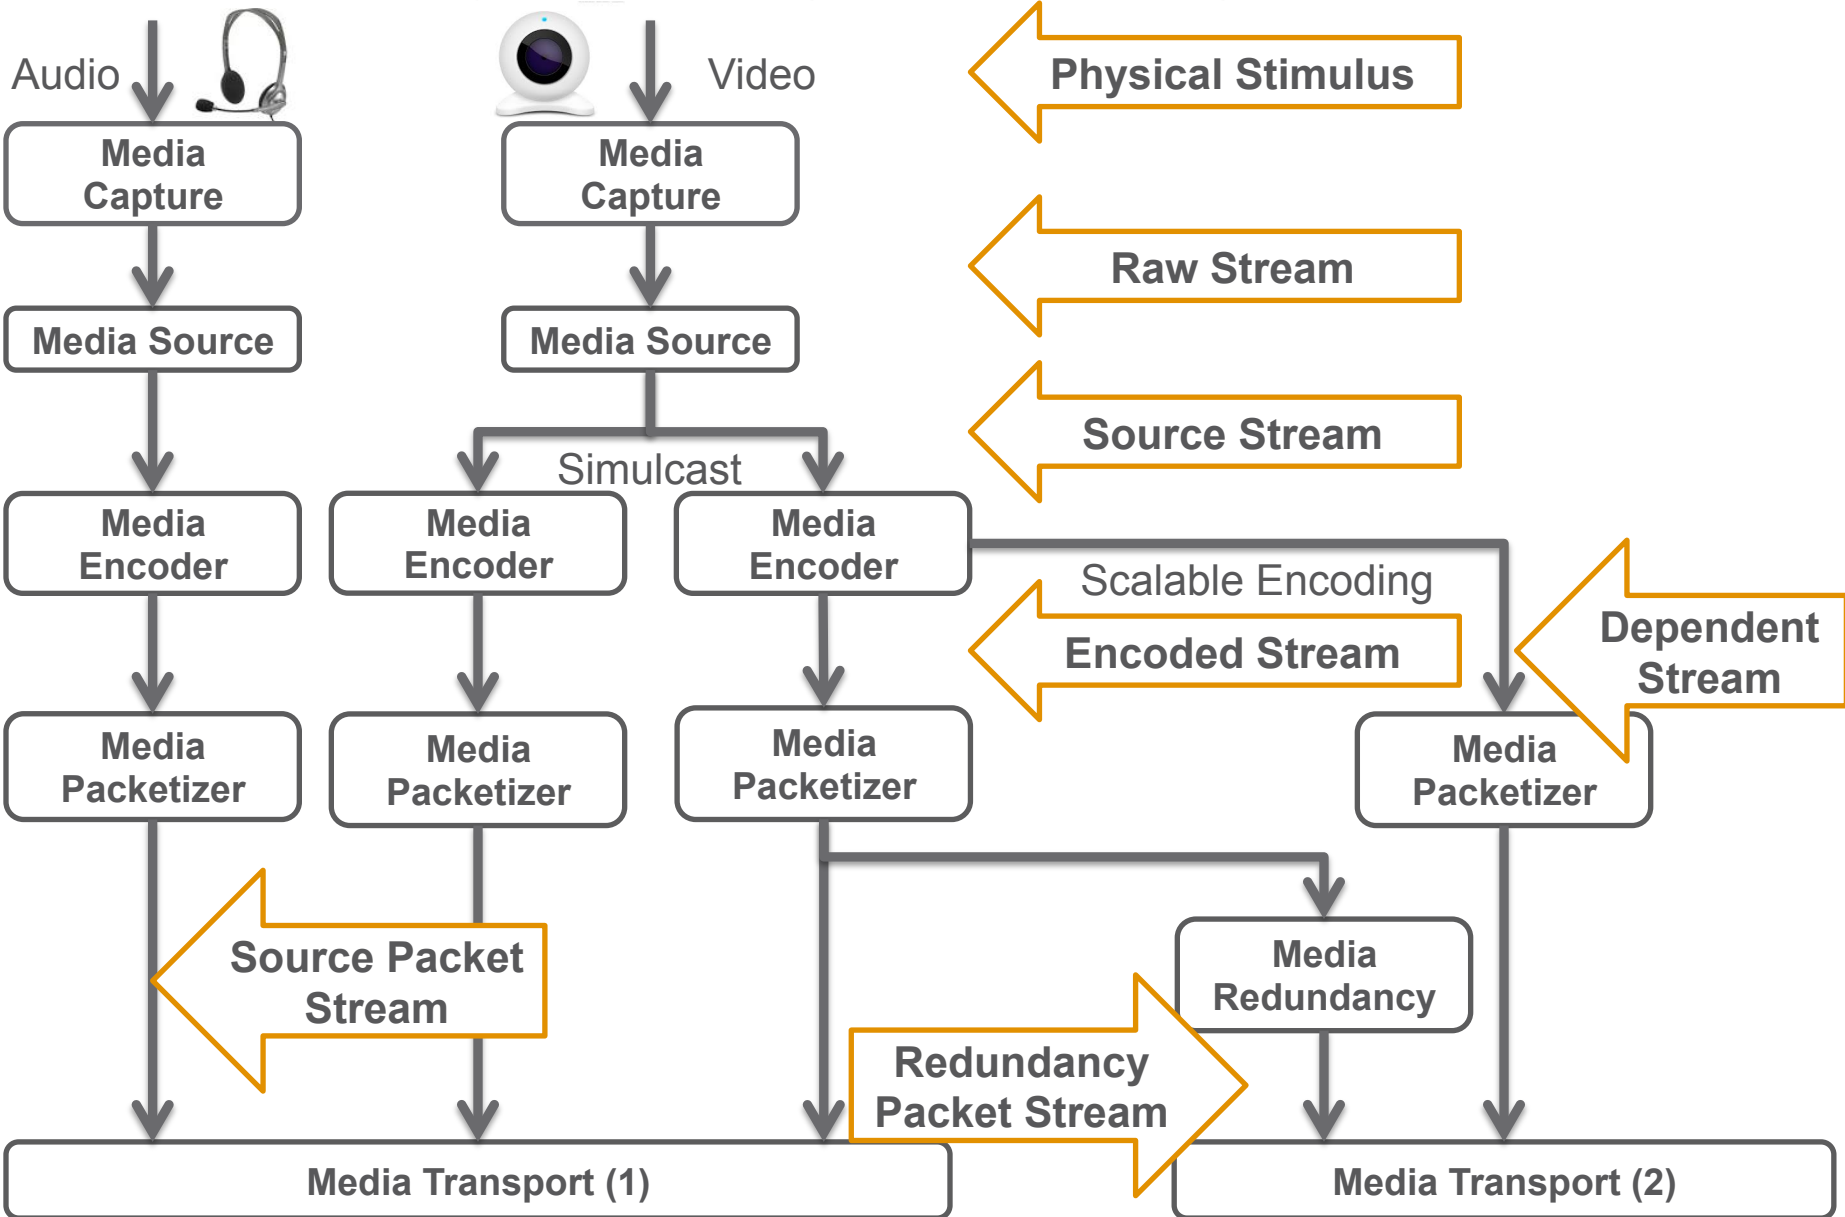 Audio
Video
Physical Stimulus
Media
Capture
Media
Capture
Raw Stream
Media Source
Media Source
Source Stream
Simulcast
Media
Encoder
Media
Encoder
Media
Encoder
Scalable Encoding
Encoded Stream
Dependent
Stream
Media
Packetizer
Media
Packetizer
Media
Packetizer
Media
Packetizer
Source Packet
Stream
Media
Redundancy
Redundancy
Packet Stream
Media Transport (1)
Media Transport (2)